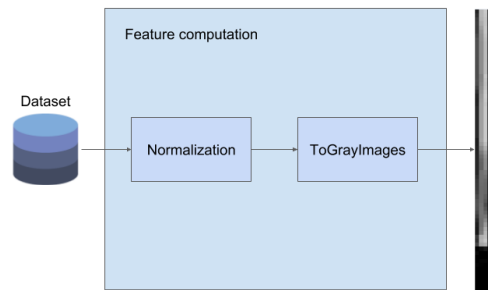 Feature computation
Dataset
Normalization
ToGrayImages